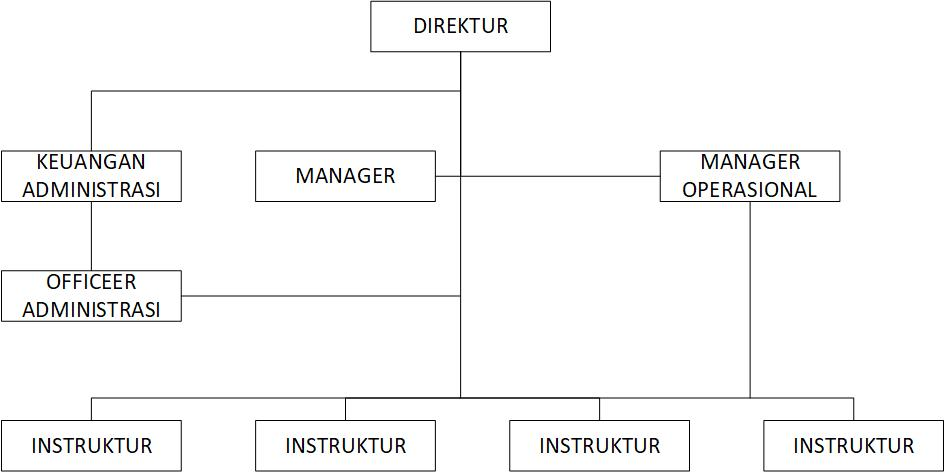 DIREKTUR
KEUANGAN
ADMINISTRASI
MANAGER
MANAGER
OPERASIONAL
OFFICEER
ADMINISTRASI
INSTRUKTUR
INSTRUKTUR
INSTRUKTUR
INSTRUKTUR